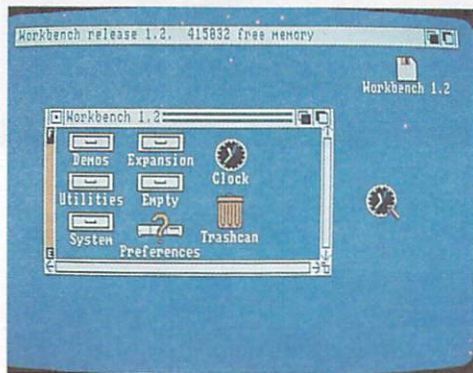 Workbench release 1.2. 415832 free memory
Workbench 1.2
Workbench 1.2
F
Demos Expansion
Clock
Utilities Empty
System
Preferences
Trashcan
E